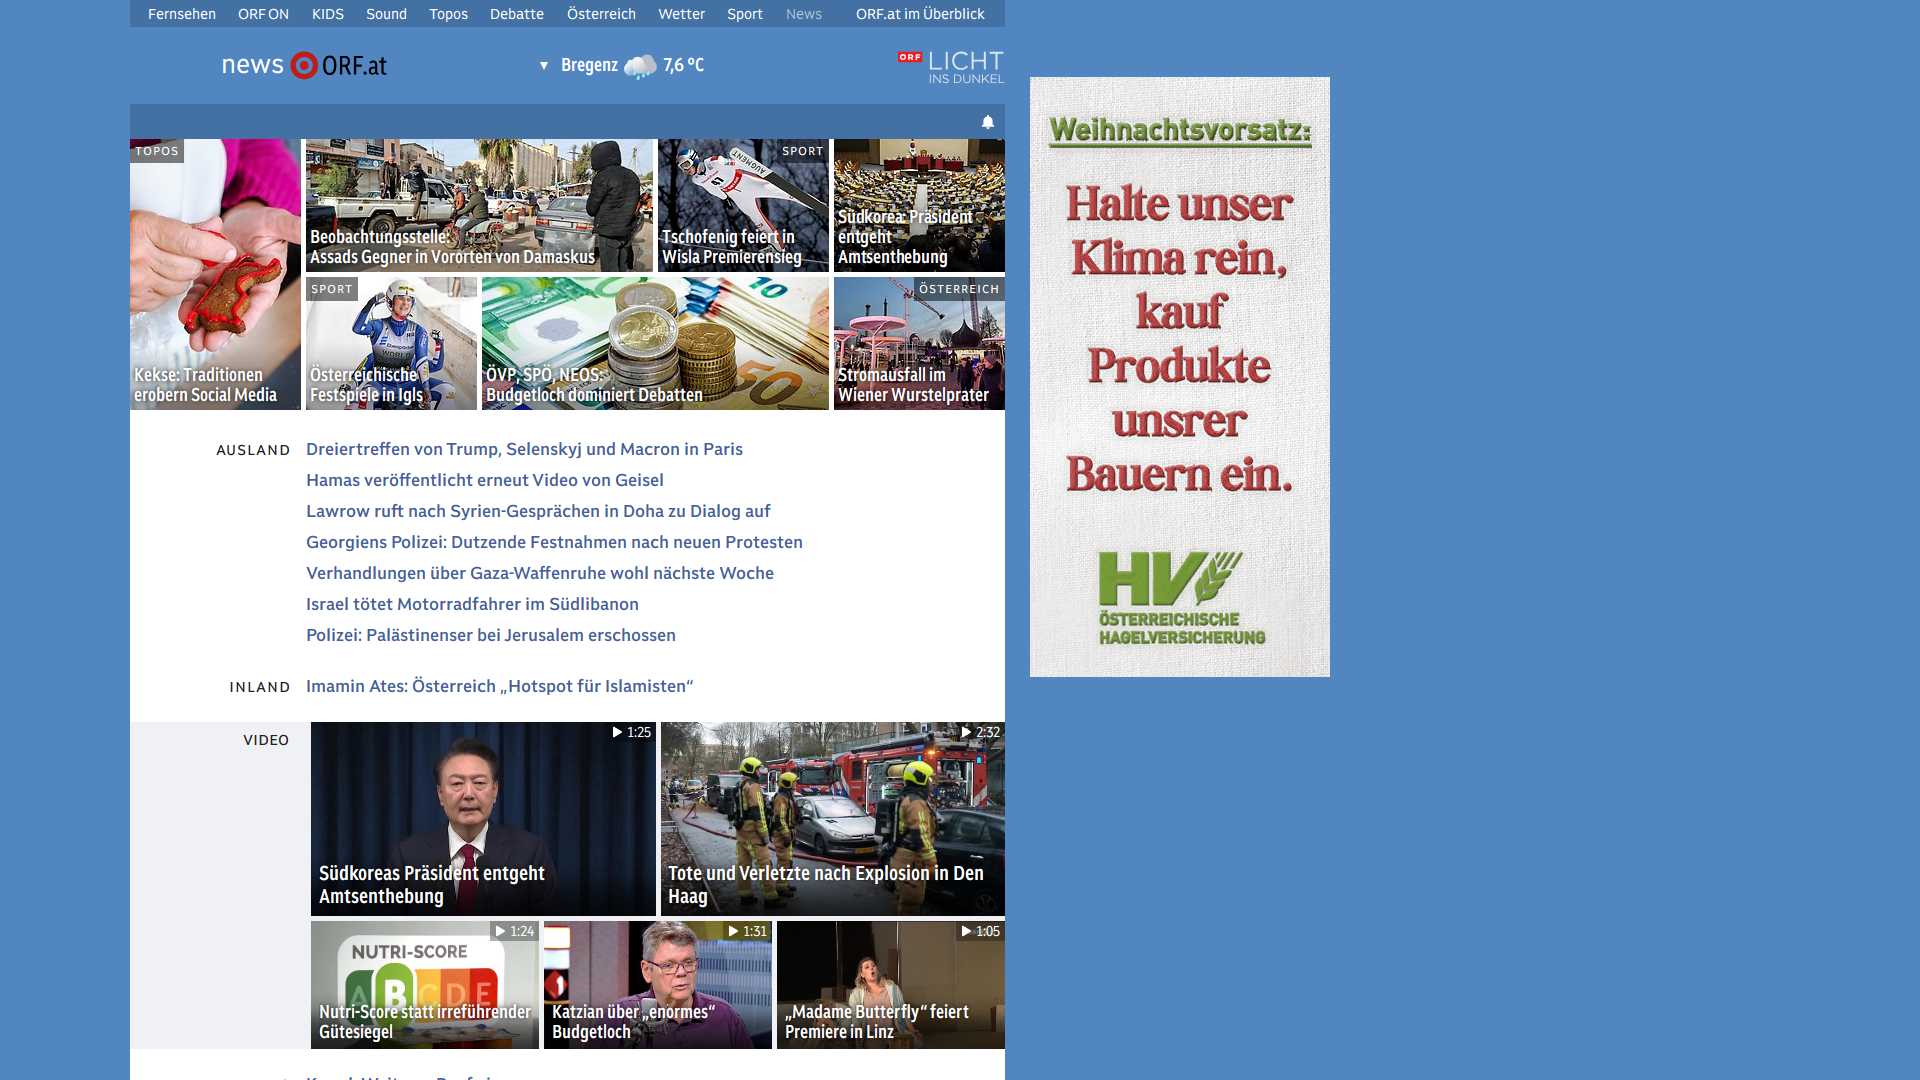 Fernsehen ORF ON KIDS Sound Topos Debatte Österreich Wetter Sport News ORF.at im Überblick
news ORF.at
Bregenz 7,6 °C
ORF LICHT
INS DUNKEL
TOPOS
Kekse: Traditionen
erobern Social Media
Beobachtungsstelle:
Assads Gegner in Vororten von Damaskus
SPORT
AUGMENT
Tschofenig feiert in
Wisla Premierensieg
Südkorea: Präsident
entgeht
Amtsenthebung
SPORT
Österreichische
Festspiele in Igls
ÖVP, SPÖ, NEOS:
Budgetloch dominiert Debatten
ÖSTERREICH
Stromausfall im
Wiener Wurstelprater
AUSLAND
Dreiertreffen von Trump, Selenskyj und Macron in Paris
Hamas veröffentlicht erneut Video von Geisel
Lawrow ruft nach Syrien-Gesprächen in Doha zu Dialog auf
Georgiens Polizei: Dutzende Festnahmen nach neuen Protesten
Verhandlungen über Gaza-Waffenruhe wohl nächste Woche
Israel tötet Motorradfahrer im Südlibanon
Polizei: Palästinenser bei Jerusalem erschossen
INLAND
Imamin Ates: Österreich „Hotspot für Islamisten“
VIDEO
1:25
Südkoreas Präsident entgeht
Amtsenthebung
2:32
Tote und Verletzte nach Explosion in Den
Haag
1:24
NUTRI-SCORE
A B C D E
Nutri-Score statt irreführender
Gütesiegel
1:31
Katzian über „enormes“
Budgetloch
1:05
„Madame Butterfly“ feiert
Premiere in Linz
Weihnachtsvorsatz:
Halte unser
Klima rein,
kauf
Produkte
unsrer
Bauern ein.
HV
ÖSTERREICHISCHE
HAGELVERSICHERUNG